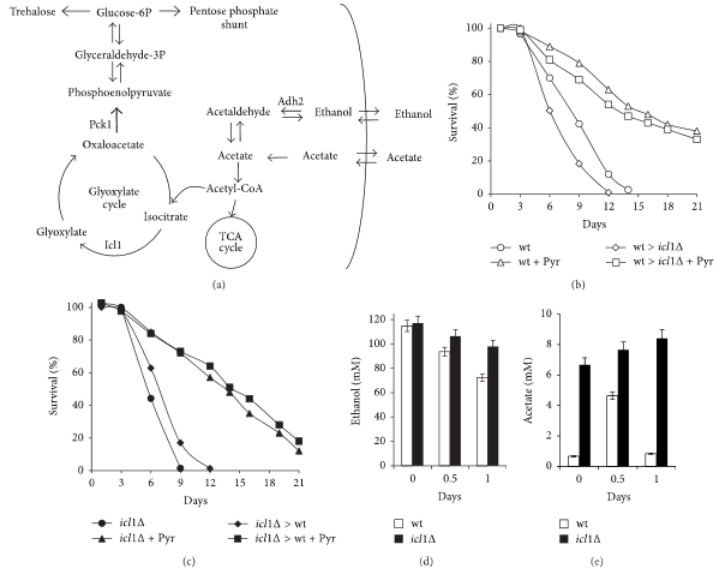 Trehalose
Glucose-6P
Pentose phosphate
shunt
Glyceraldehyde-3P
Phosphoenolpyruvate
Pck1
Oxaloacetate
Glyoxylate
cycle
Isocitrate
Glyoxylate
Icl1
Acetaldehyde
Adh2
Ethanol
Ethanol
Acetate
Acetate
Acetate
Acetyl-CoA
TCA
cycle
(a)
Survival (%)
100
80
60
40
20
0
0 3 6 9 12 15 18 21
Days
wt
wt + Pyr
wt > icl1Δ
wt > icl1Δ + Pyr
(b)
Survival (%)
100
80
60
40
20
0
0 3 6 9 12 15 18 21
Days
icl1Δ
icl1Δ + Pyr
icl1Δ > wt
icl1Δ > wt + Pyr
(c)
Ethanol (mM)
120
100
80
60
40
20
0
0 0.5 1
Days
wt
icl1Δ
(d)
Acetate (mM)
10
8
6
4
2
0
0 0.5 1
Days
wt
icl1Δ
(e)